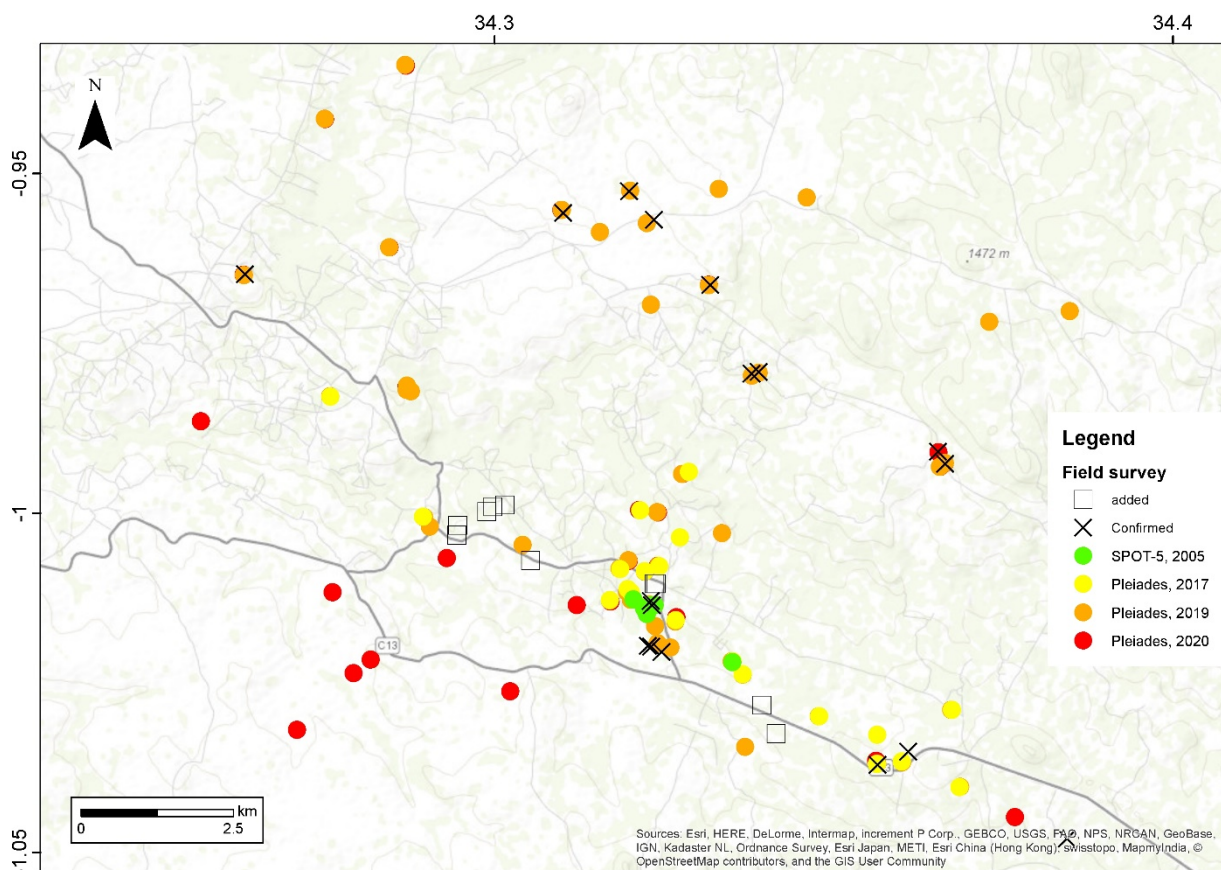 34.3
34.4
N
-0.95
1472 m
-1
C13
-1.05
Legend
Field survey
added
Confirmed
SPOT-5, 2005
Pleiades, 2017
Pleiades, 2019
Pleiades, 2020
km
0 2.5
Sources: Esri, HERE, DeLorme, Intermap, increment P Corp., GEBCO, USGS, FAO, NPS, NRCAN, GeoBase,
IGN, Kadaster NL, Ordnance Survey, Esri Japan, METI, Esri China (Hong Kong), swisstopo, MapmyIndia, ©
OpenStreetMap contributors, and the GIS User Community